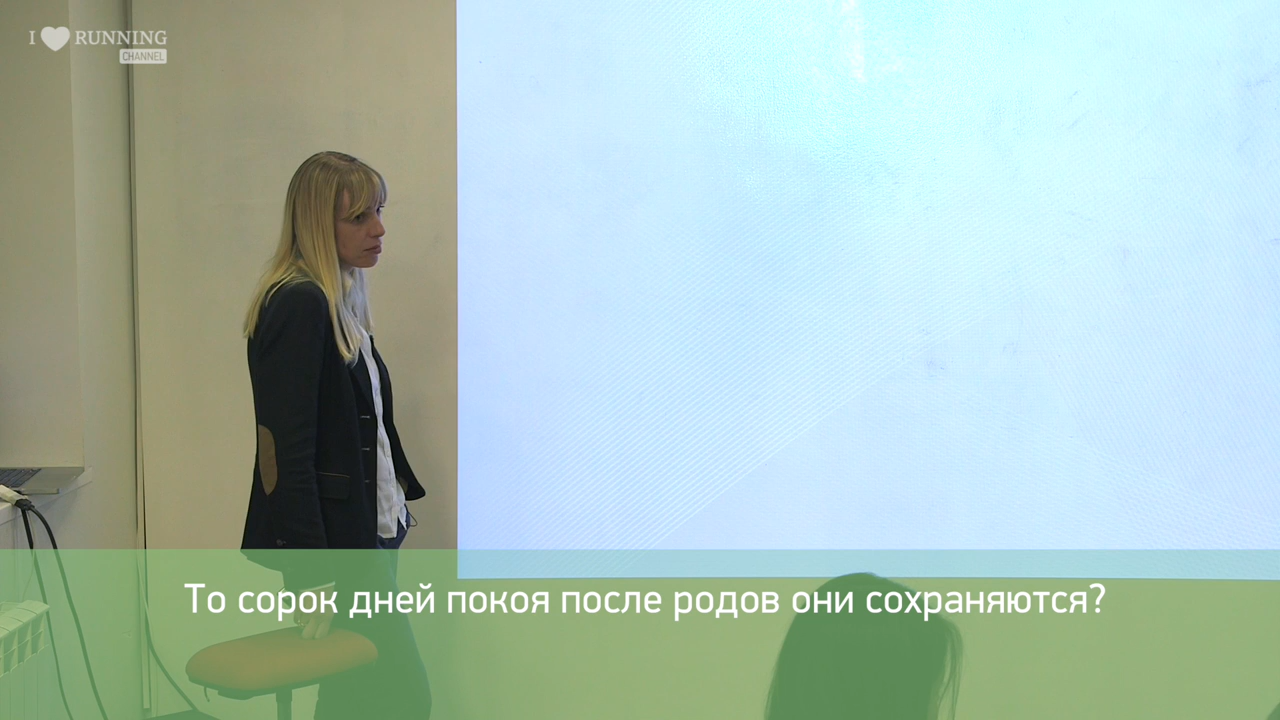 I RUNNING
CHANNEL
То сорок дней покоя после родов они сохраняются?